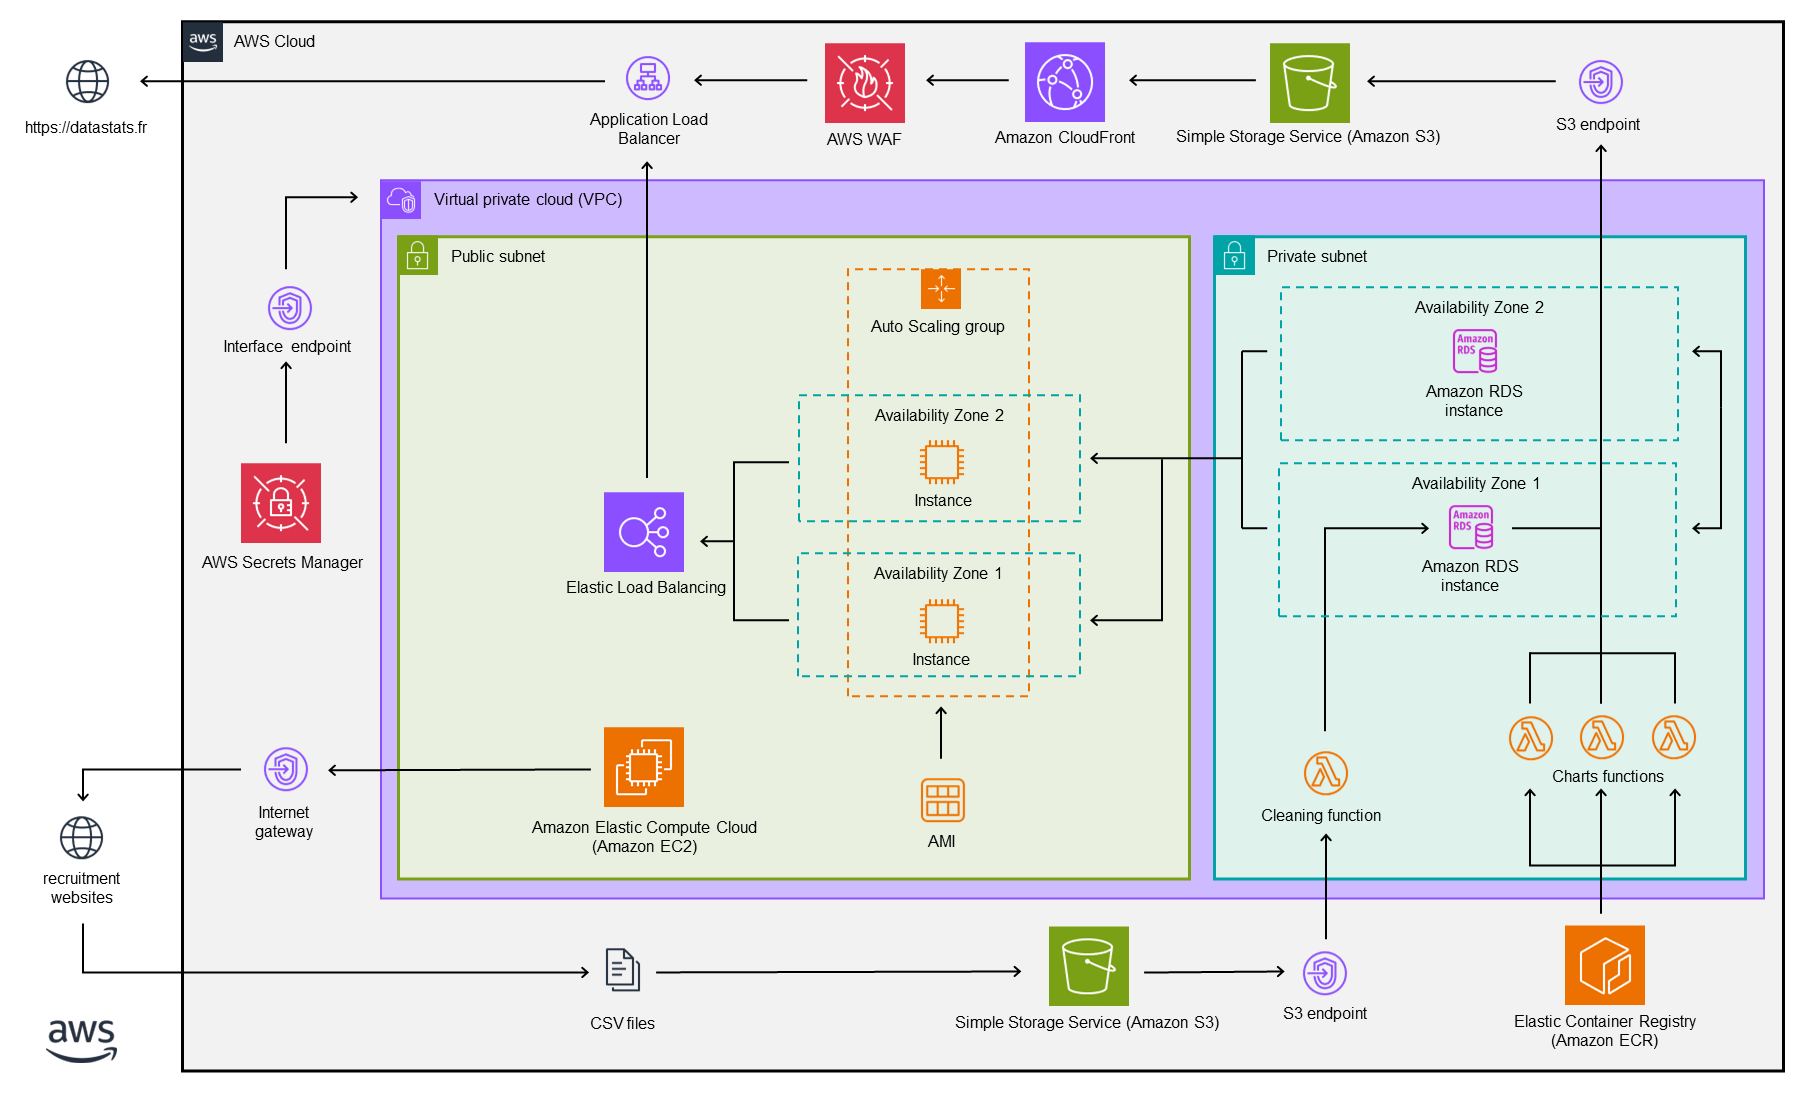 aws
AWS Cloud
https://datastats.fr
Application Load
Balancer
AWS WAF
Amazon CloudFront
Simple Storage Service (Amazon S3)
S3 endpoint
Virtual private cloud (VPC)
Public subnet
Private subnet
Auto Scaling group
Availability Zone 2
Amazon
RDS
Amazon RDS
instance
Interface endpoint
Availability Zone 2
Instance
Availability Zone 1
Amazon
RDS
Amazon RDS
instance
AWS Secrets Manager
Elastic Load Balancing
Availability Zone 1
Instance
Internet
gateway
Amazon Elastic Compute Cloud
(Amazon EC2)
AMI
Cleaning function
Charts functions
recruitment
websites
CSV files
Simple Storage Service (Amazon S3)
S3 endpoint
Elastic Container Registry
(Amazon ECR)
aws